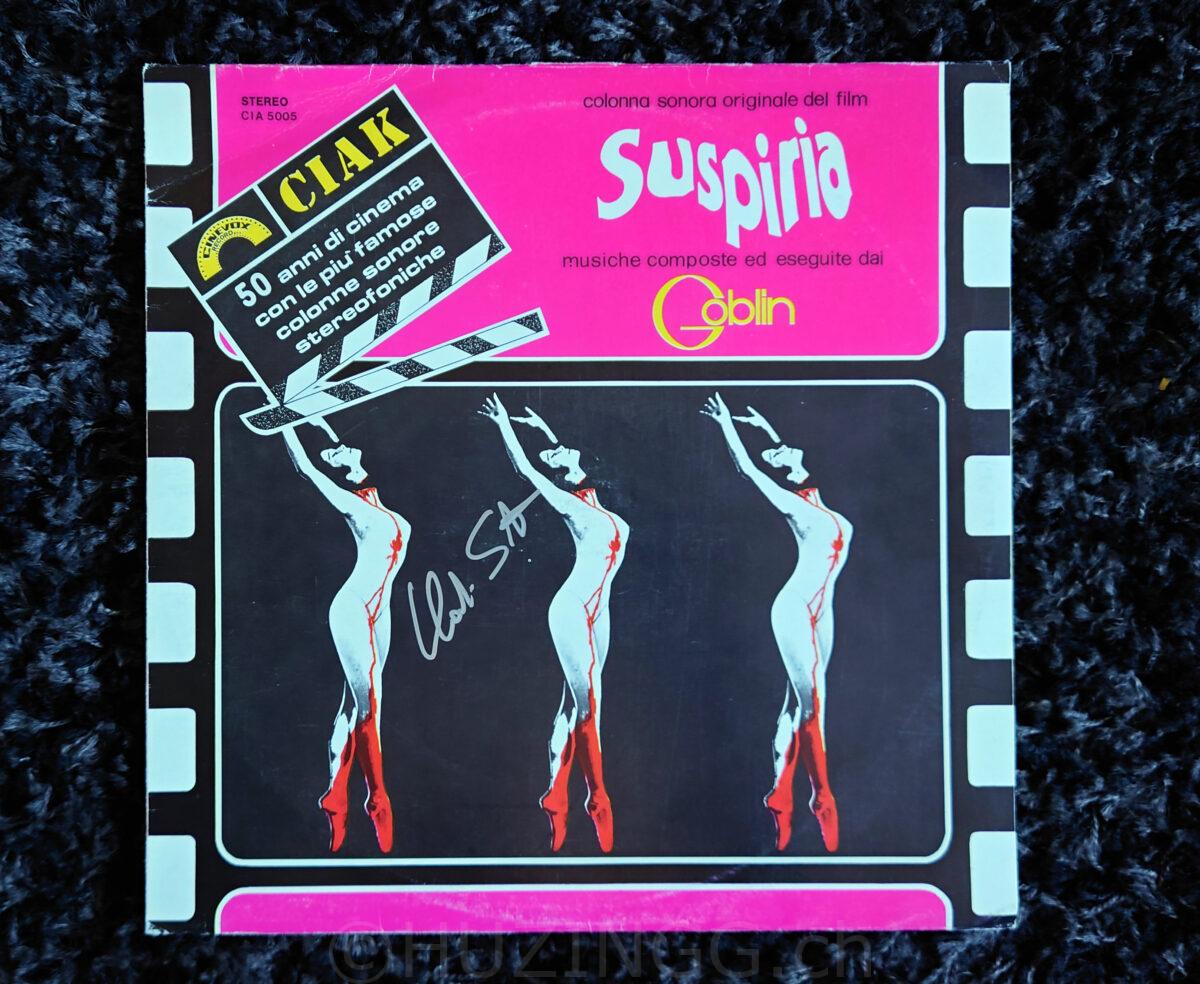 STEREO
CIA 5005
CIAK
CINEVOX
RECORD
50 anni di cinema
con le piu' famose
colonne sonore
stereofoniche
colonna sonora originale del film
Suspiria
musiche composte ed eseguite dai
Goblin
©HUZINGG.ch